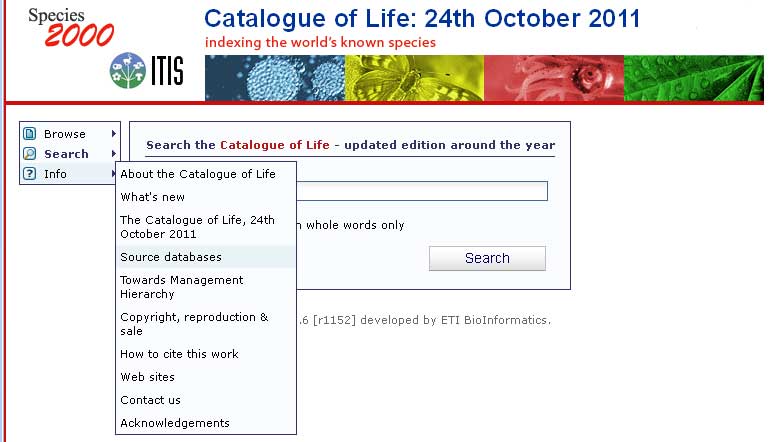 Species
2000
ITIS
Catalogue of Life: 24th October 2011
indexing the world's known species
Browse
Search
Info
Search the Catalogue of Life - updated edition around the year
About the Catalogue of Life
What's new
The Catalogue of Life, 24th
October 2011
Source databases
Towards Management
Hierarchy
Copyright, reproduction &
sale
How to cite this work
Web sites
Contact us
Acknowledgements
whole words only
Search
.6 [r1152] developed by ETI BioInformatics.